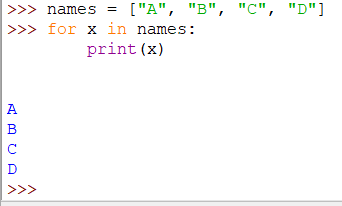 >>> names = ["A", "B", "C", "D"]
>>> for x in names:
        print(x)
A
B
C
D
>>>